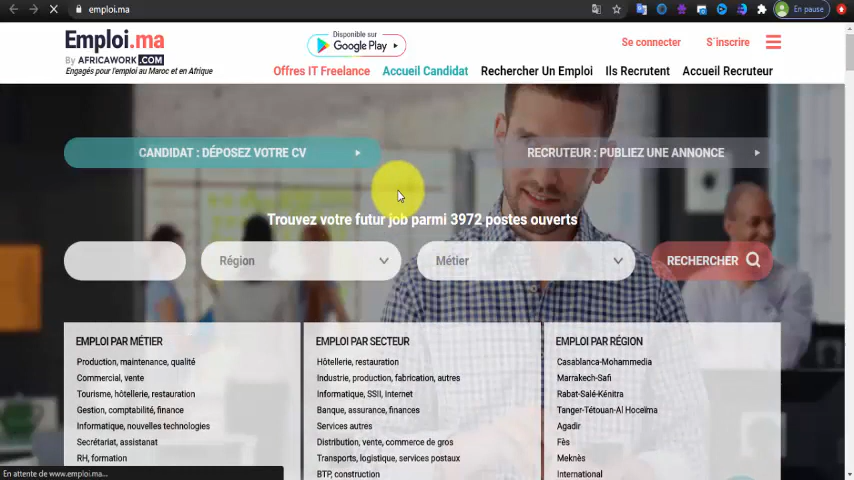 emploi.ma
En pause
Emploi.ma
By AFRICAWORK.COM
Engagés pour l'emploi au Maroc et en Afrique
Disponible sur
Google Play
Se connecter
S'inscrire
Offres IT Freelance
Accueil Candidat
Rechercher Un Emploi
Ils Recrutent
Accueil Recruteur
CANDIDAT : DÉPOSEZ VOTRE CV
RECRUTEUR : PUBLIEZ UNE ANNONCE
Trouvez votre futur job parmi 3972 postes ouverts
Région
Métier
RECHERCHER
EMPLOI PAR MÉTIER
Production, maintenance, qualité
Commercial, vente
Tourisme, hôtellerie, restauration
Gestion, comptabilité, finance
Informatique, nouvelles technologies
Secrétariat, assistanat
RH, formation
EMPLOI PAR SECTEUR
Hôtellerie, restauration
Industrie, production, fabrication, autres
Informatique, SSII, Internet
Banque, assurance, finances
Services autres
Distribution, vente, commerce de gros
Transports, logistique, services postaux
BTP, construction
EMPLOI PAR RÉGION
Casablanca-Mohammedia
Marrakech-Safi
Rabat-Salé-Kénitra
Tanger-Tétouan-Al Hoceïma
Agadir
Fès
Meknès
International
En attente de www.emploi.ma...